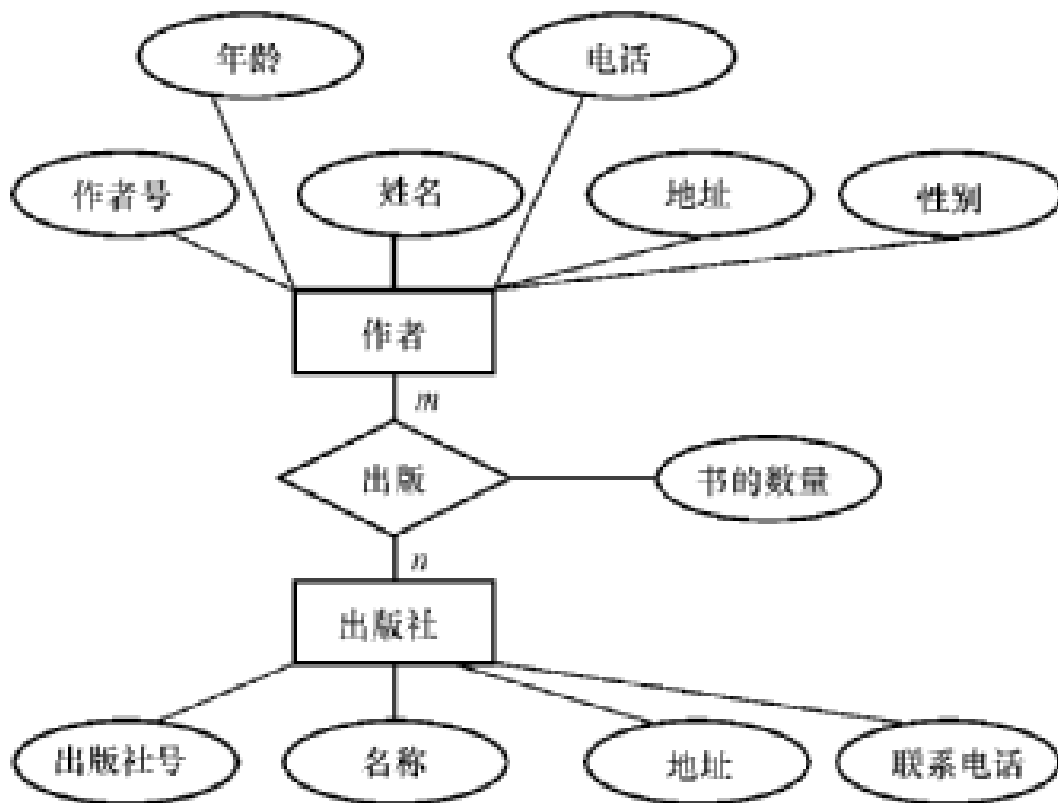 年龄
电话
作者号
姓名
地址
性别
作者
m
出版
书的数量
n
出版社
出版社号
名称
地址
联系电话